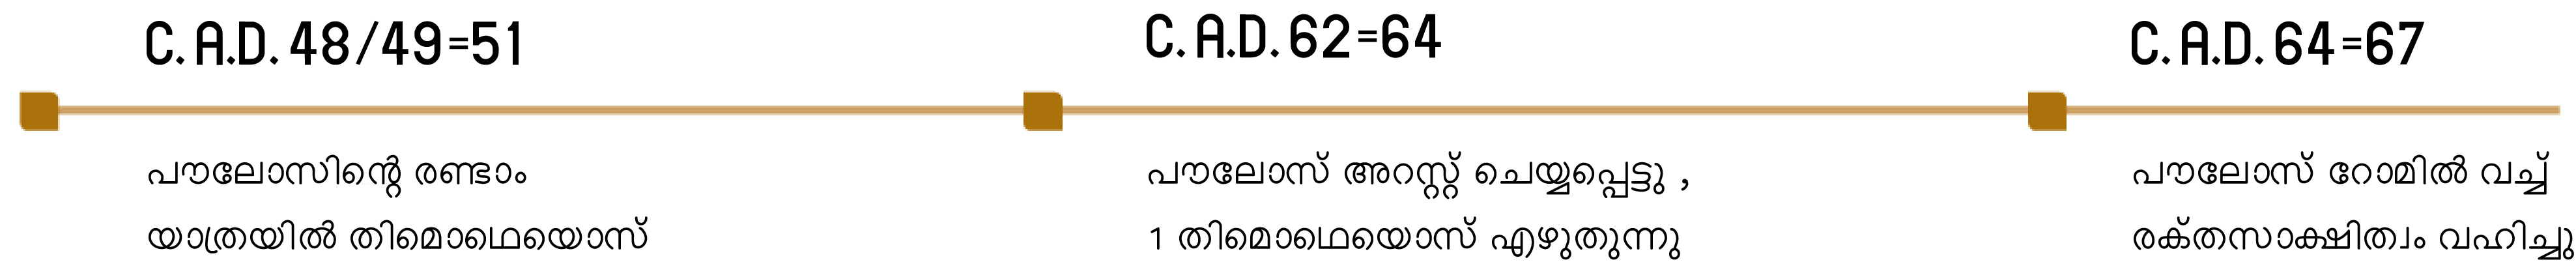 C. A.D. 48/49=51
പൗലോസിന്റെ രണ്ടാം
യാത്രയിൽ തിമൊഥെയൊസ്
C. A.D. 62=64
പൗലോസ് അറസ്റ്റ് ചെയ്യപ്പെട്ടു ,
1 തിമൊഥെയൊസ് എഴുതുന്നു
C. A.D. 64=67
പൗലോസ് റോമിൽ വച്ച്
രക്തസാക്ഷിത്വം വഹിച്ചു